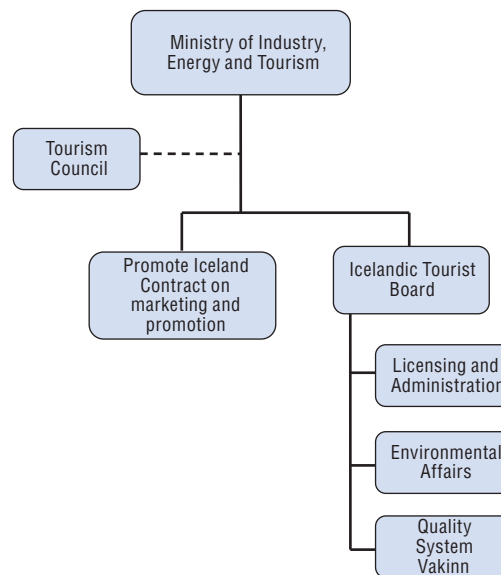 Ministry of Industry,
Energy and Tourism
Tourism
Council
Promote Iceland
Contract on
marketing and
promotion
Icelandic Tourist
Board
Licensing and
Administration
Environmental
Affairs
Quality
System
Vakinn